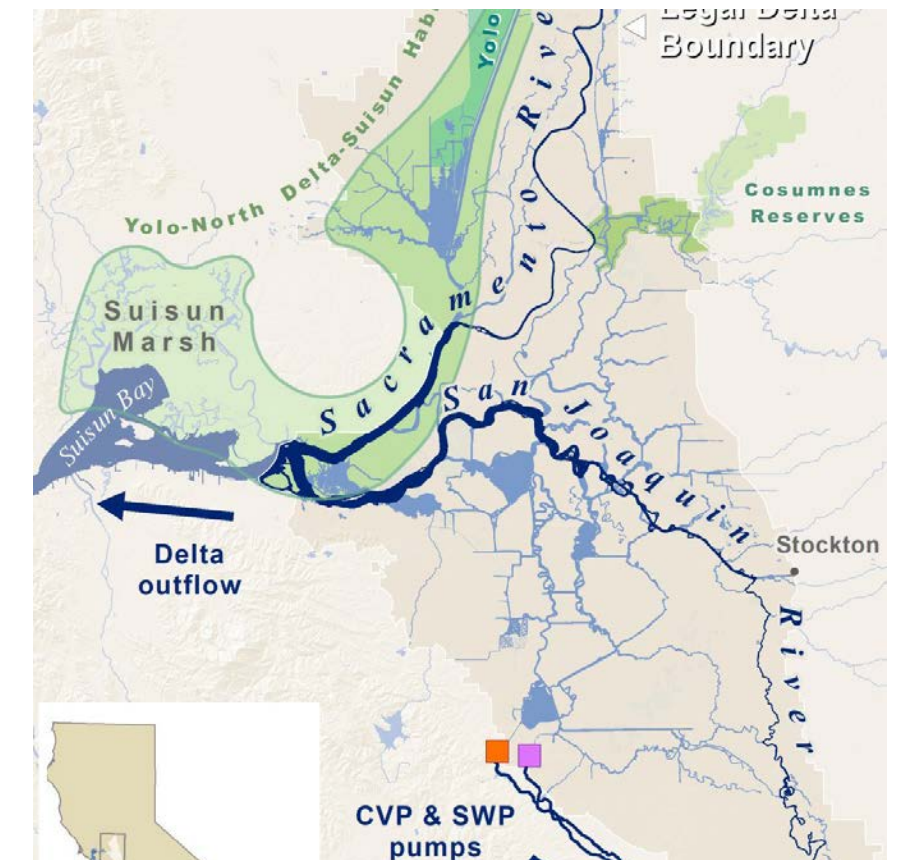 Legal Delta
Boundary
Yolo
Yolo-North Delta-Suisun
Cosumnes
Reserves
Sacramento River
Suisun
Marsh
Suisun Bay
San Joaquin River
Stockton
Delta
outflow
CVP & SWP
pumps